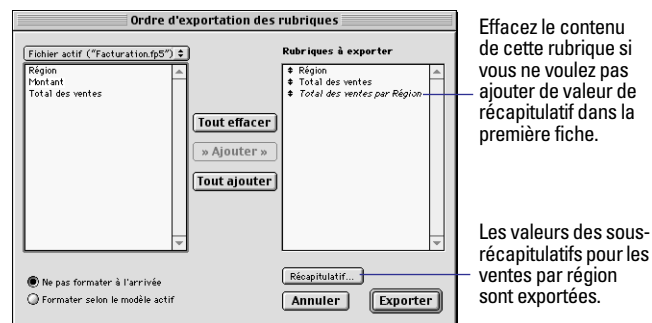 Ordre d'exportation des rubriques
Fichier actif ("Facturation.fp5")
Région
Montant
Total des ventes
Tout effacer
» Ajouter »
Tout ajouter
Rubriques à exporter
Région
Total des ventes
Total des ventes par Région
Ne pas formater à l'arrivée
Formater selon le modèle actif
Récapitulatif...
Annuler
Exporter
Effacez le contenu
de cette rubrique si
vous ne voulez pas
ajouter de valeur de
récapitulatif dans la
première fiche.
Les valeurs des sous-
récapitulatifs pour les
ventes par région
sont exportées.